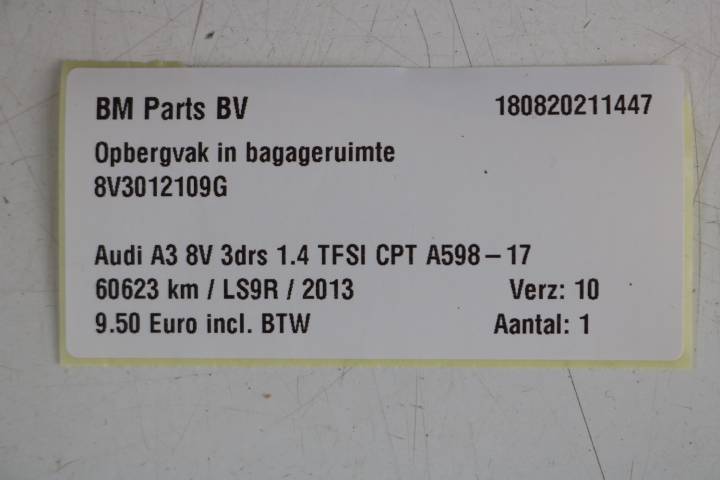 BM Parts BV 180820211447
Opbergvak in bagageruimte
8V3012109G
Audi A3 8V 3drs 1.4 TFSI CPT A598-17
60623 km / LS9R / 2013 Verz: 10
9.50 Euro incl. BTW Aantal: 1